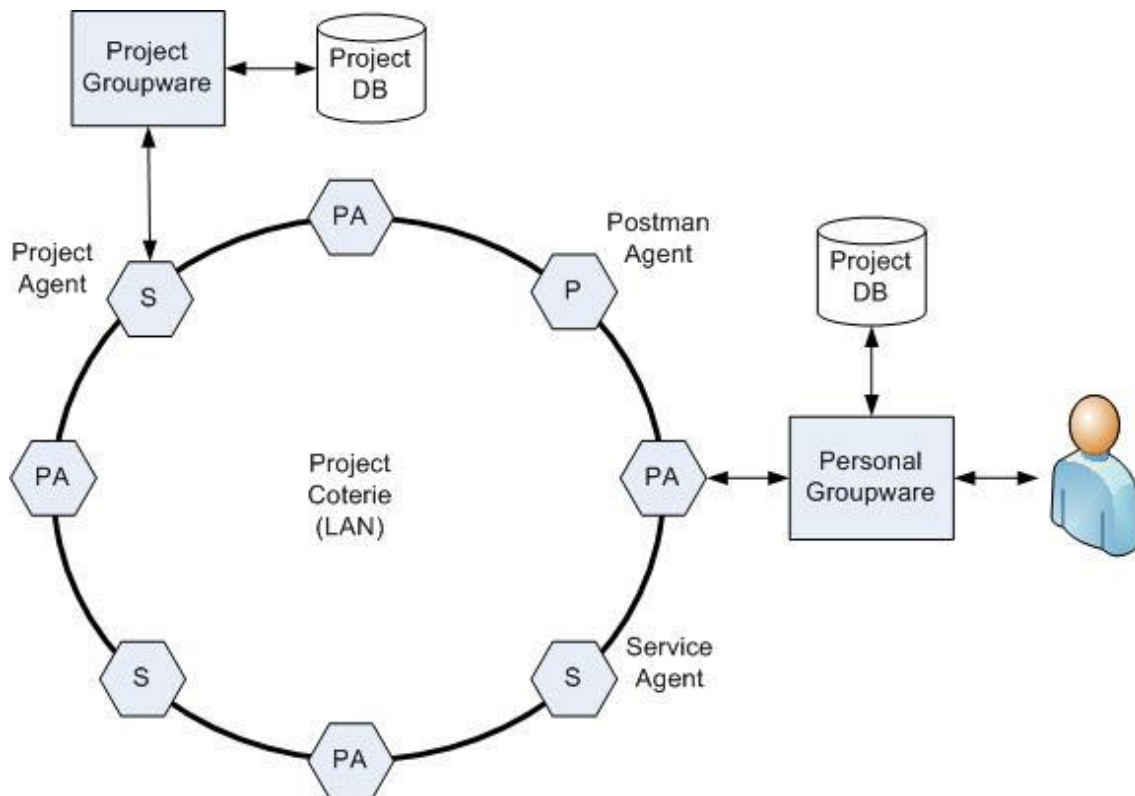 Project
Groupware
Project
DB
PA
Postman
Agent
Project
Agent
S
P
Project
DB
PA
Project
Coterie
(LAN)
PA
Personal
Groupware
S
Service
Agent
S
PA